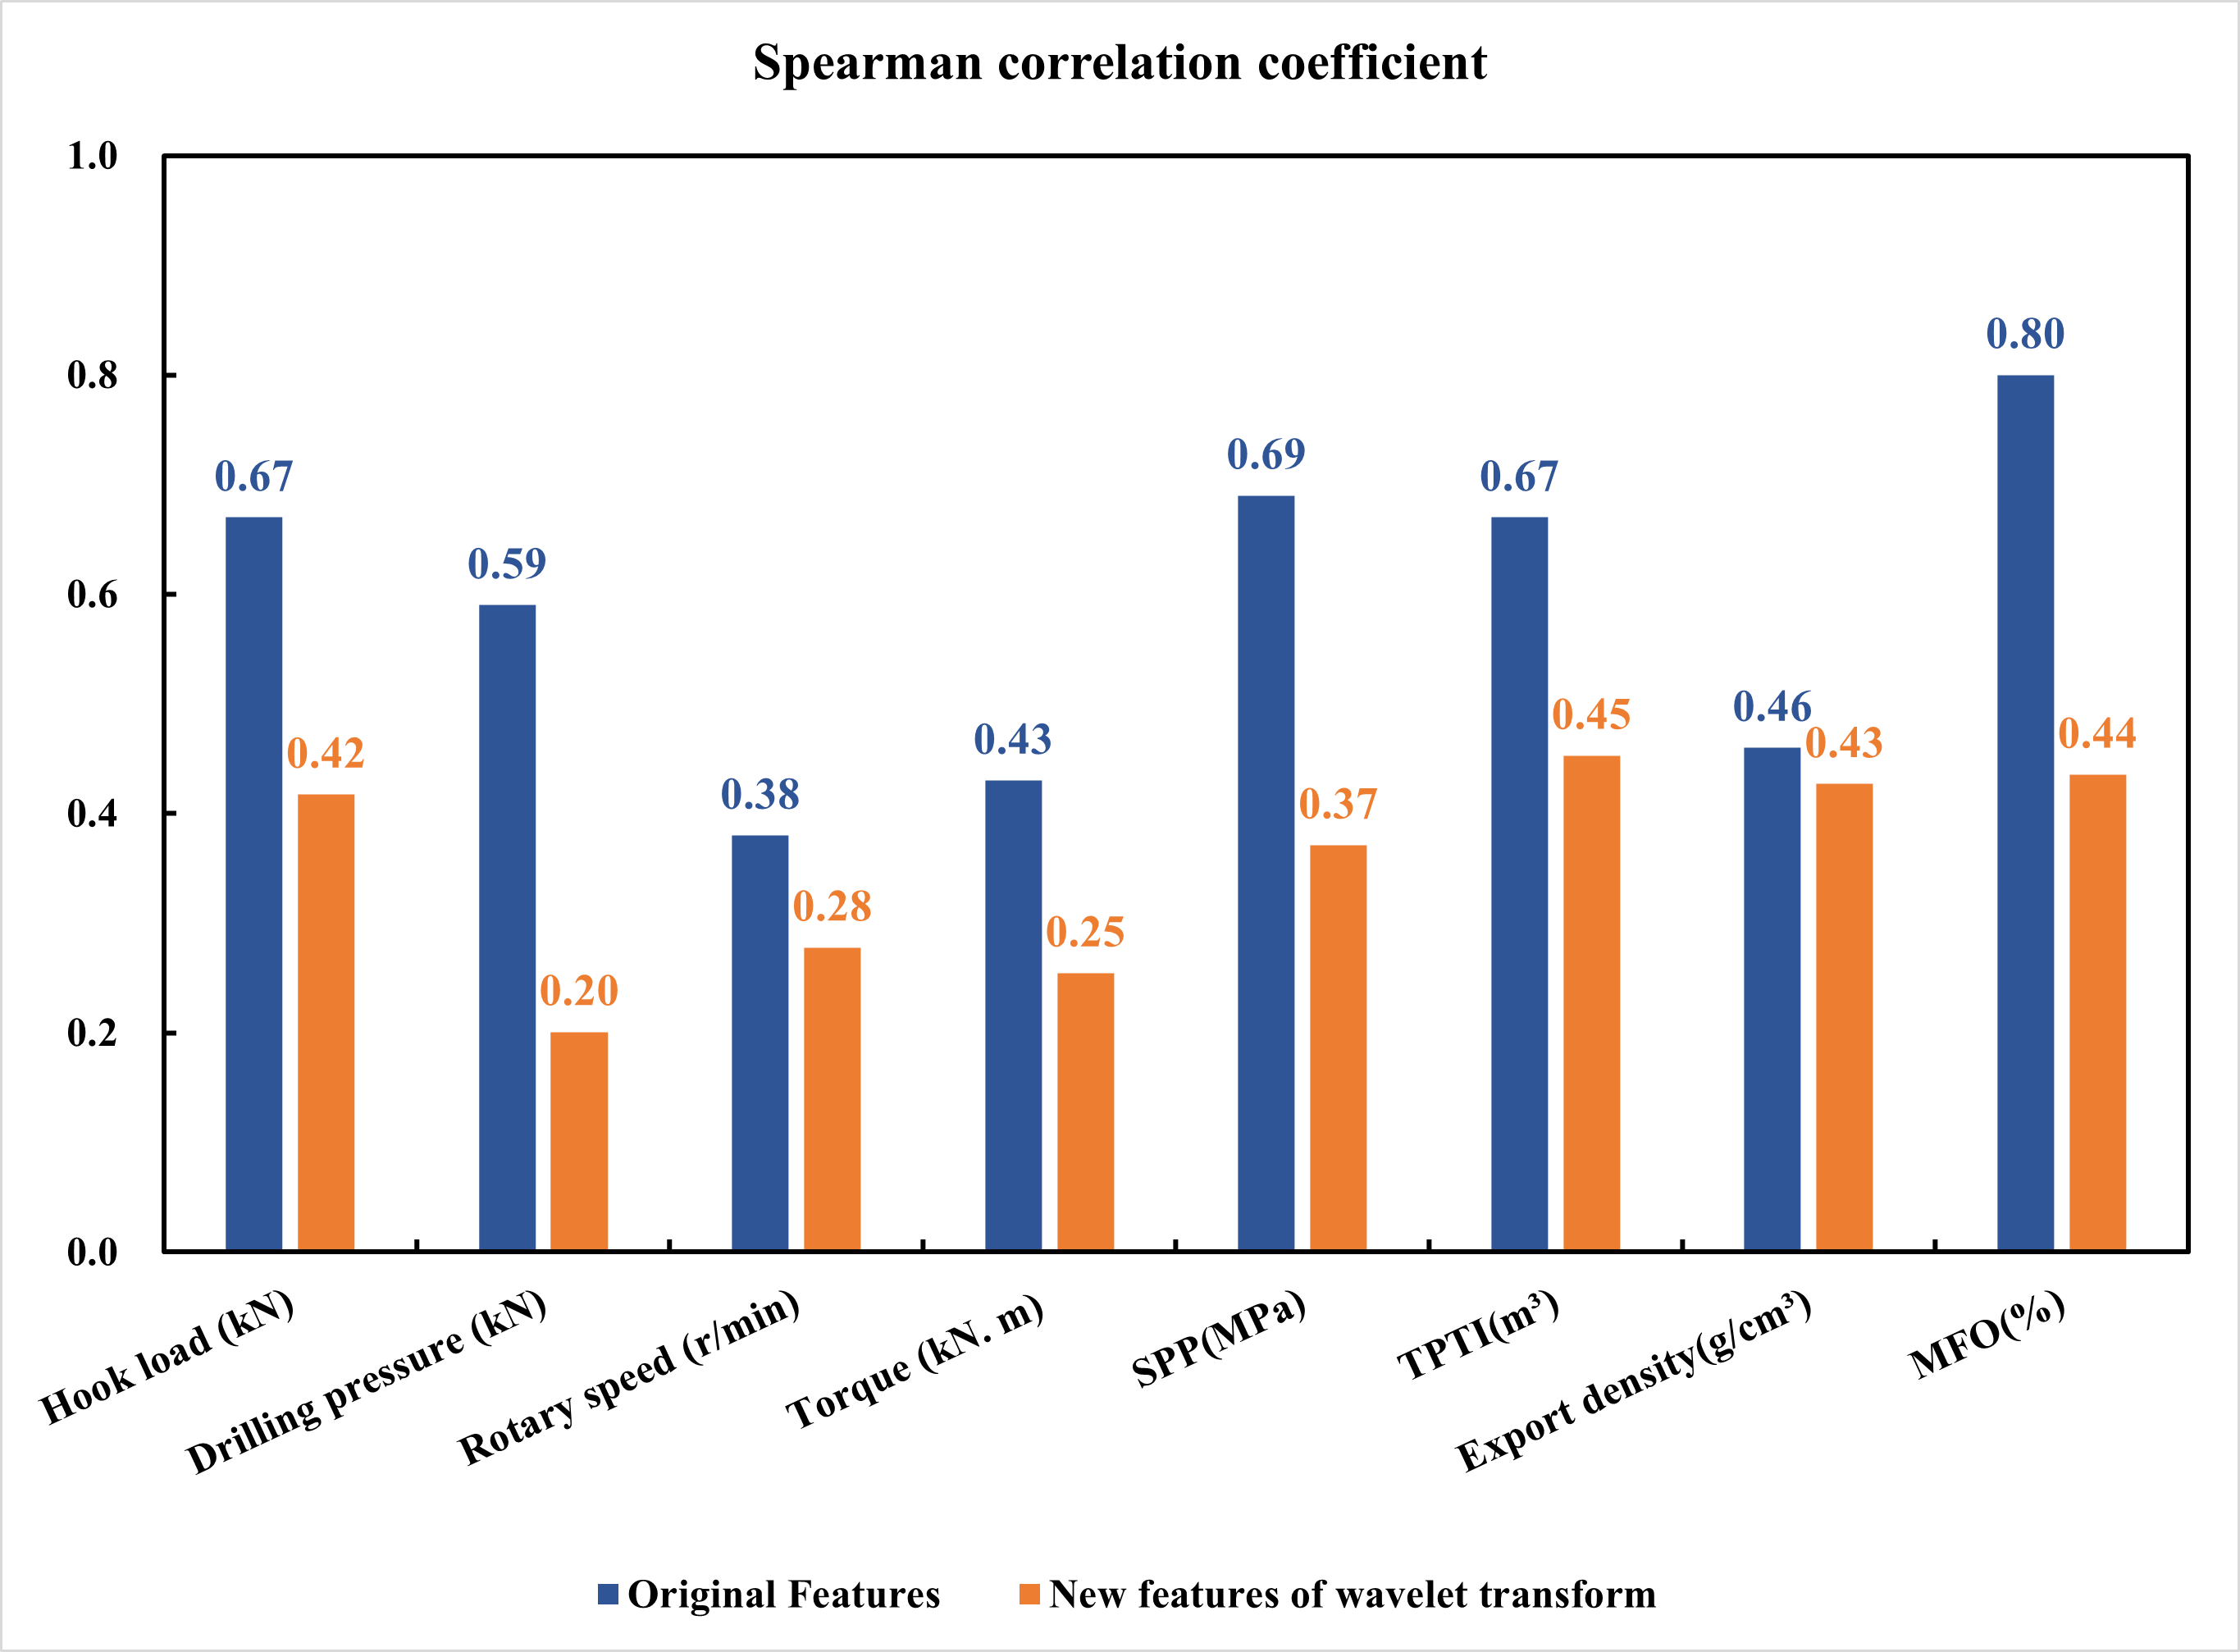 Spearman correlation coefficient
1.0
0.8
0.6
0.4
0.2
0.0
0.67
0.42
0.59
0.20
0.38
0.28
0.43
0.25
0.69
0.37
0.67
0.45
0.46
0.43
0.80
0.44
Hook load (kN)
Drilling pressure (kN)
Rotary speed (r/min)
Torque (kN. m)
SPP(MPa)
TPTI(m³)
Export density(g/cm³)
MFO(%)
Original Features
New features of wavelet transform